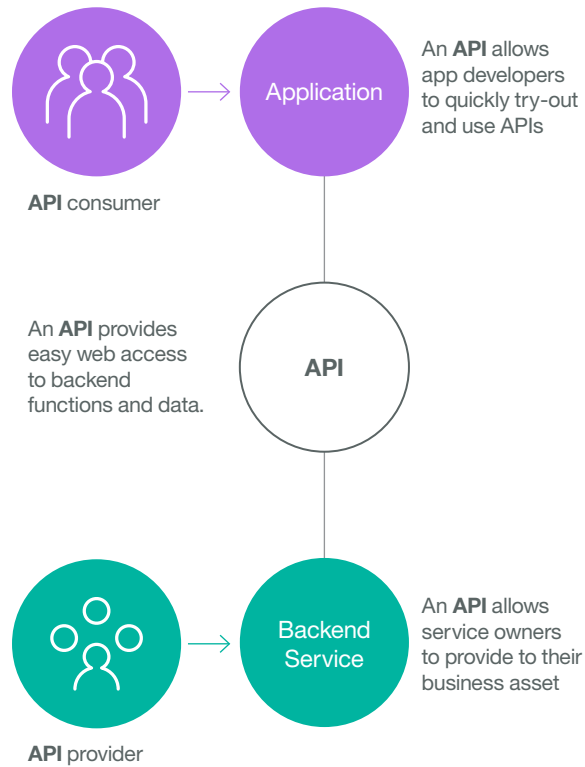 Application
An API allows
app developers
to quickly try-out
and use APIs
API consumer
An API provides
easy web access
to backend
functions and data.
API
Backend
Service
An API allows
service owners
to provide to their
business asset
API provider